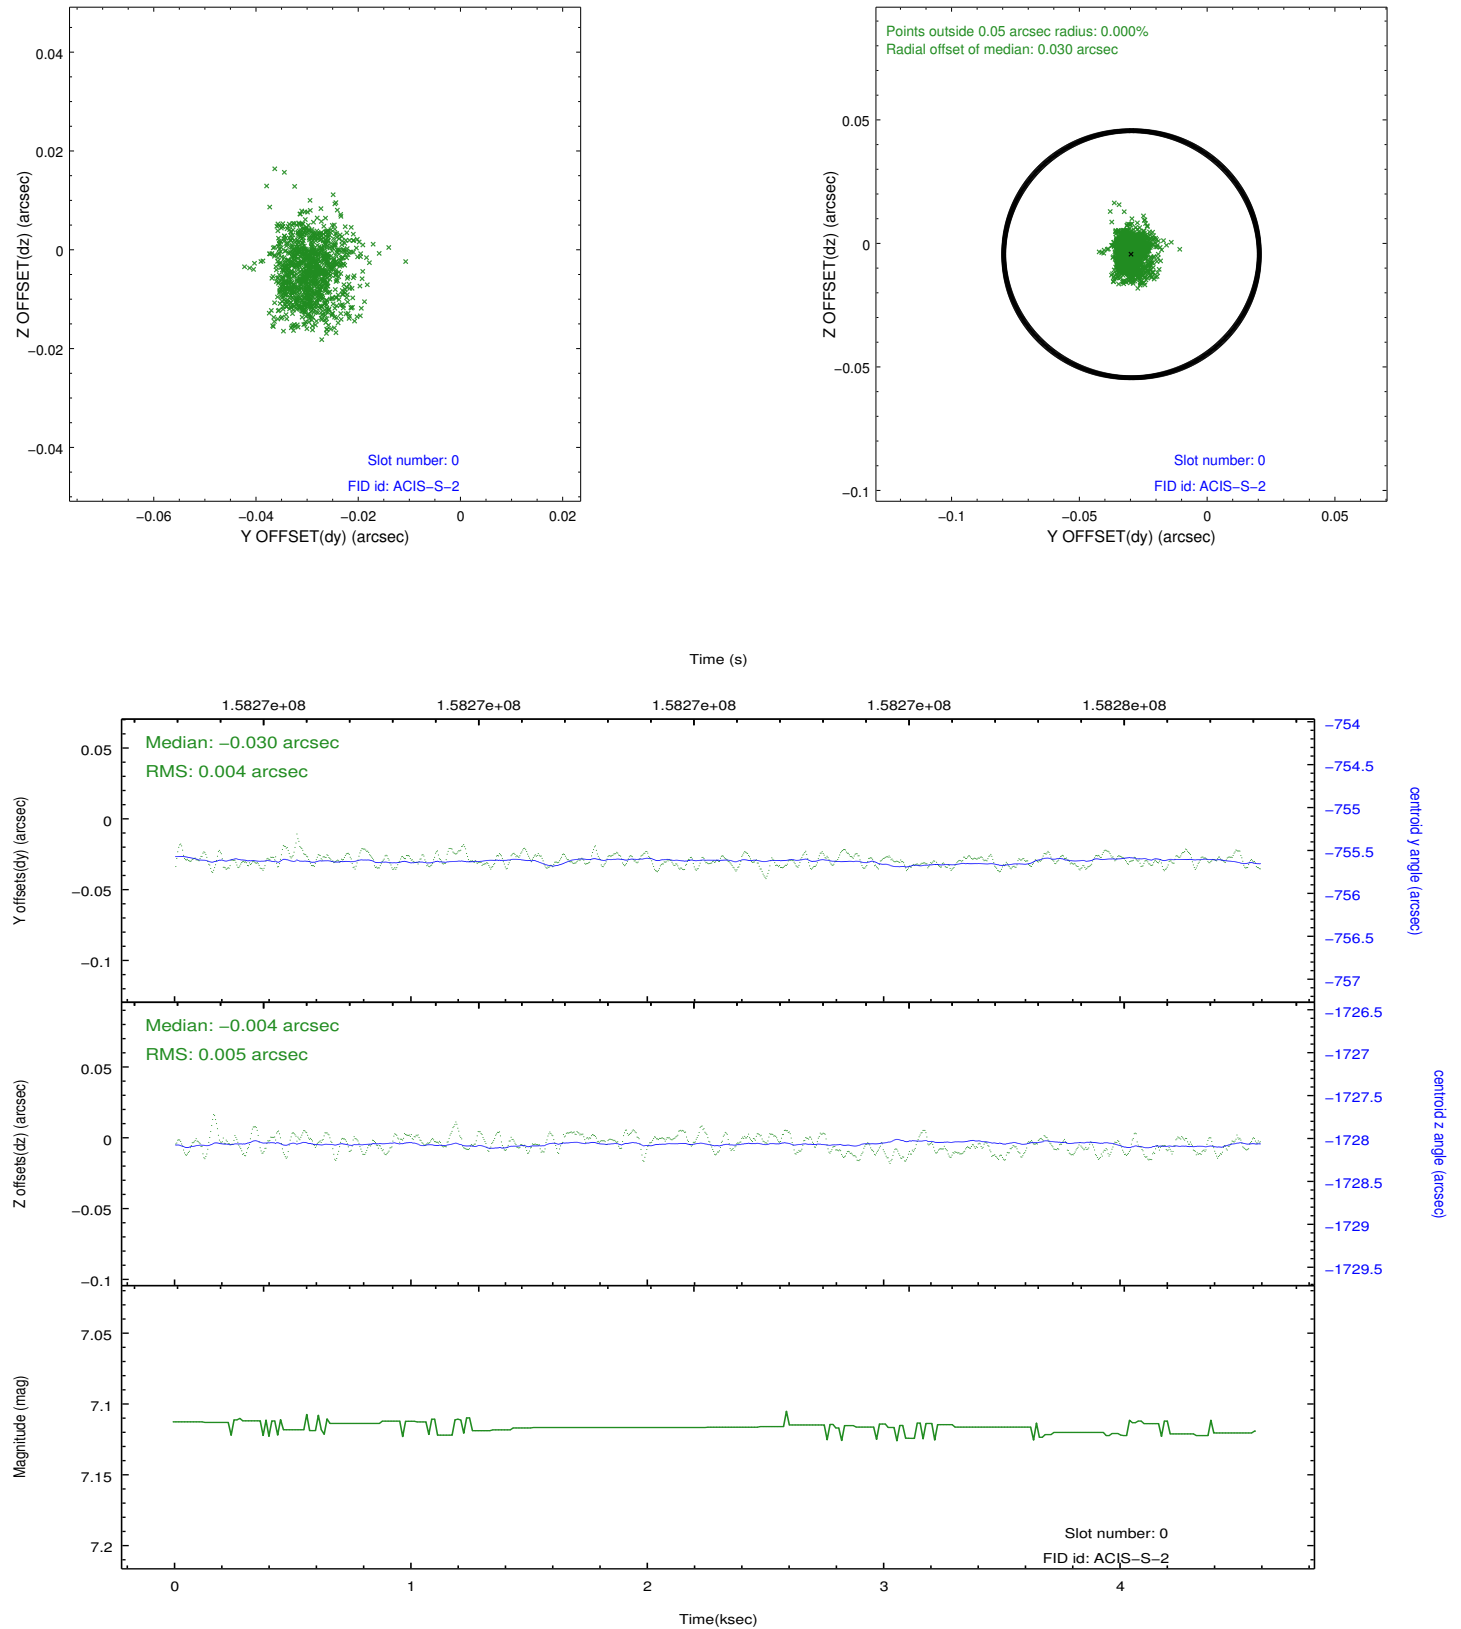 0.04
0.02
0
−0.02
−0.04
Z OFFSET(dz) (arcsec)
Slot number: 0
FID id: ACIS−S−2
−0.06
−0.04
−0.02
0
0.02
Y OFFSET(dy) (arcsec)
Points outside 0.05 arcsec radius: 0.000%
Radial offset of median: 0.030 arcsec
0.05
0
−0.05
−0.1
Z OFFSET(dz) (arcsec)
Slot number: 0
FID id: ACIS−S−2
−0.1
−0.05
0
0.05
Y OFFSET(dy) (arcsec)
Time (s)
1.5827e+08
1.5827e+08
1.5827e+08
1.5827e+08
1.5828e+08
Median: −0.030 arcsec
RMS: 0.004 arcsec
0.05
0
−0.05
−0.1
Y offsets(dy) (arcsec)
−754
−754.5
−755
−755.5
−756
−756.5
−757
centroid y angle (arcsec)
Median: −0.004 arcsec
RMS: 0.005 arcsec
0.05
0
−0.05
−0.1
Z offsets(dz) (arcsec)
−1726.5
−1727
−1727.5
−1728
−1728.5
−1729
−1729.5
centroid z angle (arcsec)
7.05
7.1
7.15
7.2
Magnitude (mag)
Slot number: 0
FID id: ACIS−S−2
0
1
2
3
4
Time(ksec)